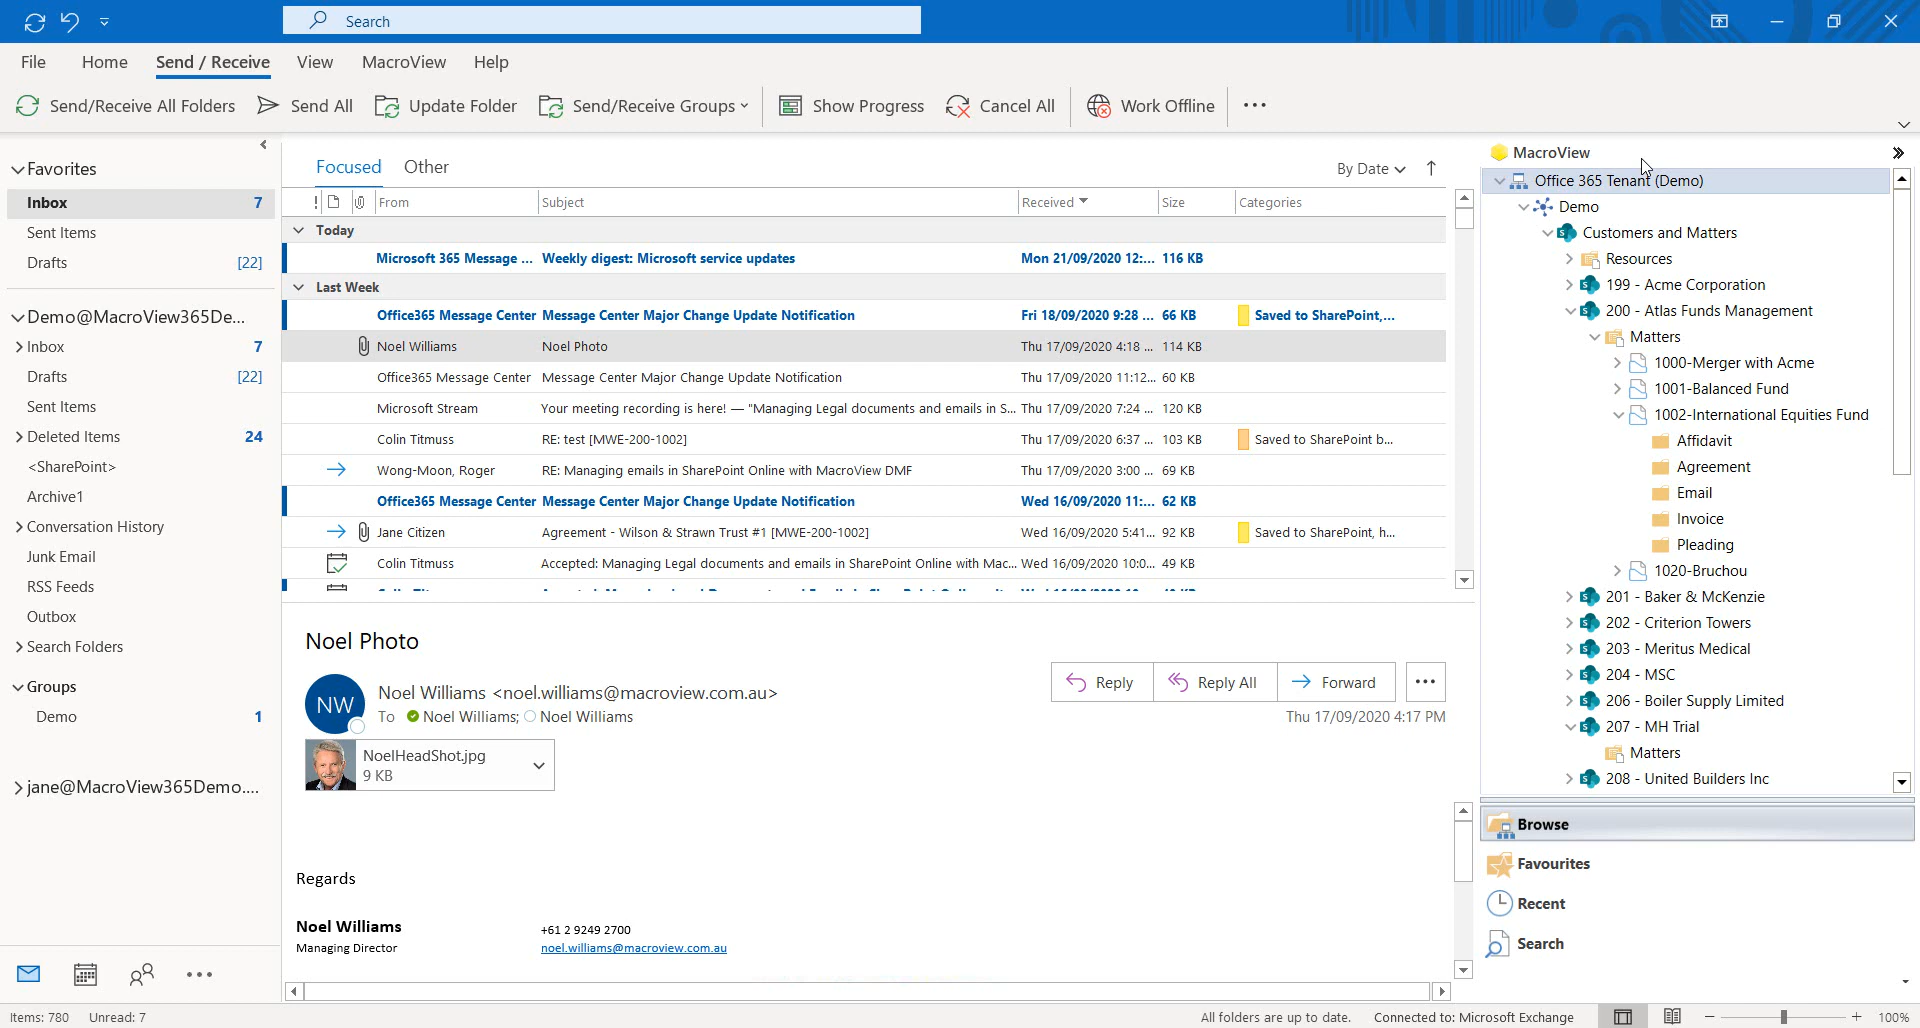 Search
File Home Send / Receive View MacroView Help
Send/Receive All Folders Send All Update Folder Send/Receive Groups Show Progress Cancel All Work Offline
Favorites
Inbox 7
Sent Items
Drafts [22]
Demo@MacroView365De...
Inbox 7
Drafts [22]
Sent Items
Deleted Items 24
<SharePoint>
Archive1
Conversation History
Junk Email
RSS Feeds
Outbox
Search Folders
Groups
Demo 1
jane@MacroView365Demo....
Focused Other By Date
! From Subject Received Size Categories
Today
Microsoft 365 Message ... Weekly digest: Microsoft service updates Mon 21/09/2020 12:... 116 KB
Last Week
Office365 Message Center Message Center Major Change Update Notification Fri 18/09/2020 9:28 ... 66 KB Saved to SharePoint,...
Noel Williams Noel Photo Thu 17/09/2020 4:18 ... 114 KB
Office365 Message Center Message Center Major Change Update Notification Thu 17/09/2020 11:12... 60 KB
Microsoft Stream Your meeting recording is here! — "Managing Legal documents and emails in S... Thu 17/09/2020 7:24 ... 120 KB
Colin Titmuss RE: test [MWE-200-1002] Thu 17/09/2020 6:37 ... 103 KB Saved to SharePoint b...
Wong-Moon, Roger RE: Managing emails in SharePoint Online with MacroView DMF Thu 17/09/2020 3:00 ... 69 KB
Office365 Message Center Message Center Major Change Update Notification Wed 16/09/2020 11:... 62 KB
Jane Citizen Agreement - Wilson & Strawn Trust #1 [MWE-200-1002] Wed 16/09/2020 5:41... 92 KB Saved to SharePoint, h...
Colin Titmuss Accepted: Managing Legal documents and emails in SharePoint Online with Mac... Wed 16/09/2020 10:0... 49 KB
Noel Photo
NW
Noel Williams <noel.williams@macroview.com.au>
To Noel Williams; Noel Williams
Reply Reply All Forward
Thu 17/09/2020 4:17 PM
NoelHeadShot.jpg
9 KB
Regards
Noel Williams +61 2 9249 2700
Managing Director noel.williams@macroview.com.au
MacroView
Office 365 Tenant (Demo)
Demo
Customers and Matters
Resources
199 - Acme Corporation
200 - Atlas Funds Management
Matters
1000-Merger with Acme
1001-Balanced Fund
1002-International Equities Fund
Affidavit
Agreement
Email
Invoice
Pleading
1020-Bruchou
201 - Baker & McKenzie
202 - Criterion Towers
203 - Meritus Medical
204 - MSC
206 - Boiler Supply Limited
207 - MH Trial
Matters
208 - United Builders Inc
Browse
Favourites
Recent
Search
Items: 780 Unread: 7 All folders are up to date. Connected to: Microsoft Exchange 100%